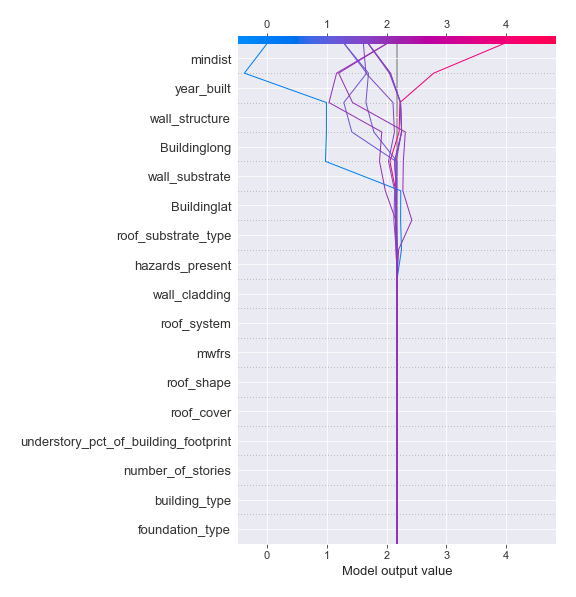 0 1 2 3 4
mindist
year_built
wall_structure
Buildinglong
wall_substrate
Buildinglat
roof_substrate_type
hazards_present
wall_cladding
roof_system
mwfrs
roof_shape
roof_cover
understory_pct_of_building_footprint
number_of_stories
building_type
foundation_type
0 1 2 3 4
Model output value